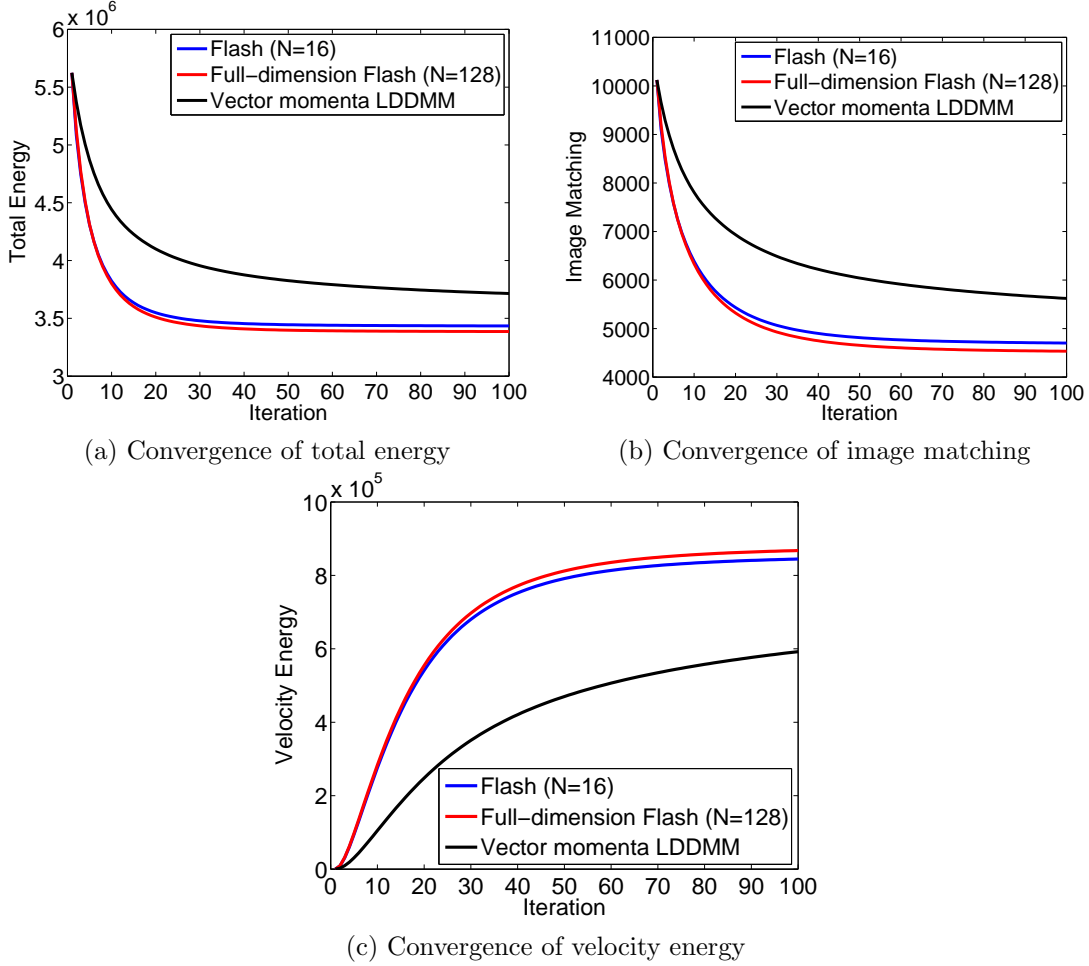 x 10^6
6
5.5
5
4.5
4
3.5
3
0 10 20 30 40 50 60 70 80 90 100
Total Energy
Iteration
Flash (N=16)
Full−dimension Flash (N=128)
Vector momenta LDDMM
(a) Convergence of total energy
11000
10000
9000
8000
7000
6000
5000
4000
0 10 20 30 40 50 60 70 80 90 100
Image Matching
Iteration
Flash (N=16)
Full−dimension Flash (N=128)
Vector momenta LDDMM
(b) Convergence of image matching
x 10^5
10
8
6
4
2
0
0 10 20 30 40 50 60 70 80 90 100
Velocity Energy
Iteration
Flash (N=16)
Full−dimension Flash (N=128)
Vector momenta LDDMM
(c) Convergence of velocity energy